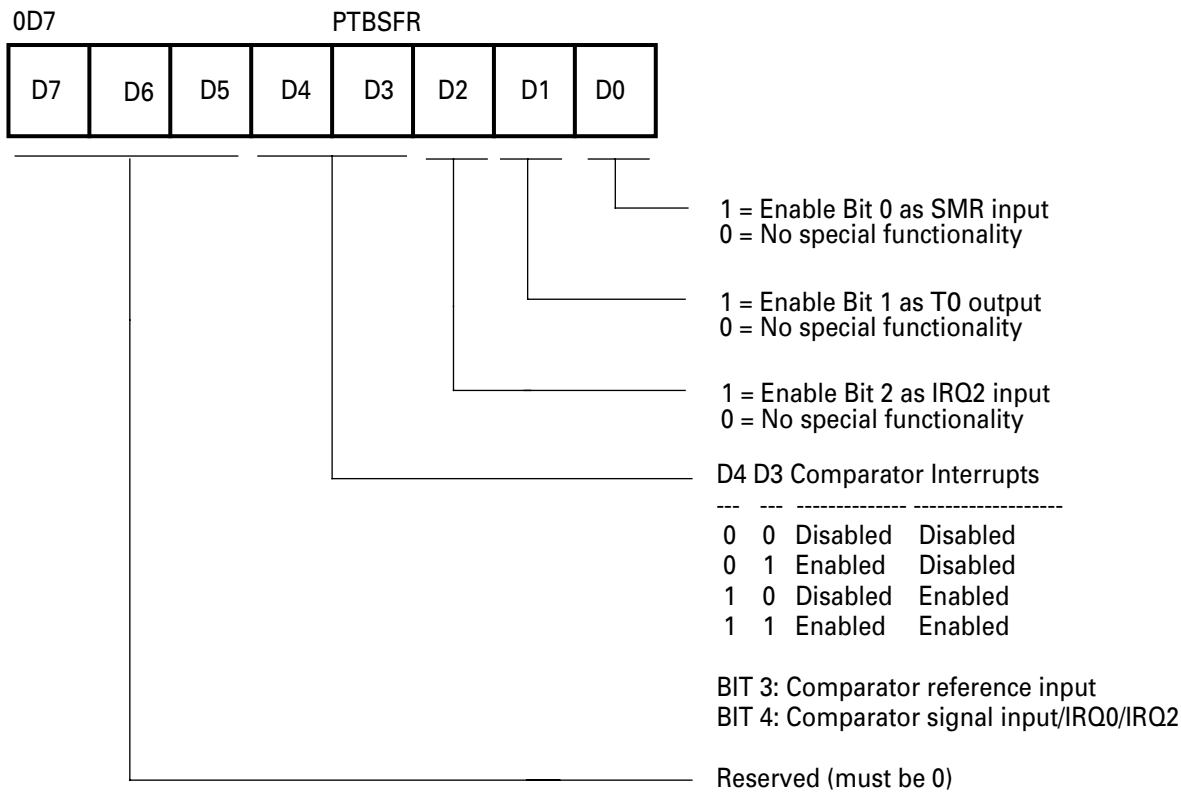 0D7 PTBSFR
D7 D6 D5 D4 D3 D2 D1 D0
1 = Enable Bit 0 as SMR input
0 = No special functionality
1 = Enable Bit 1 as T0 output
0 = No special functionality
1 = Enable Bit 2 as IRQ2 input
0 = No special functionality
D4 D3 Comparator Interrupts
--- --- -------------- -------------------
0 0 Disabled Disabled
0 1 Enabled Disabled
1 0 Disabled Enabled
1 1 Enabled Enabled
BIT 3: Comparator reference input
BIT 4: Comparator signal input/IRQ0/IRQ2
Reserved (must be 0)